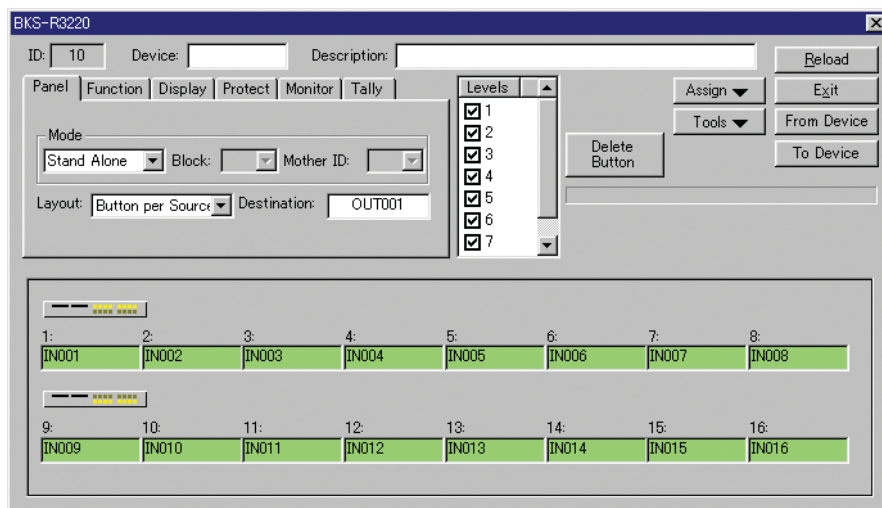 BKS-R3220
ID: 10 Device: Description: Reload
Panel Function Display Protect Monitor Tally Levels Assign Exit
1
Mode Tools From Device
2
Stand Alone Block: Mother ID: 3 Delete Button To Device
4
Layout: Button per Source Destination: OUT001 5
6
7
1: 2: 3: 4: 5: 6: 7: 8:
IN001 IN002 IN003 IN004 IN005 IN006 IN007 IN008
9: 10: 11: 12: 13: 14: 15: 16:
IN009 IN010 IN011 IN012 IN013 IN014 IN015 IN016